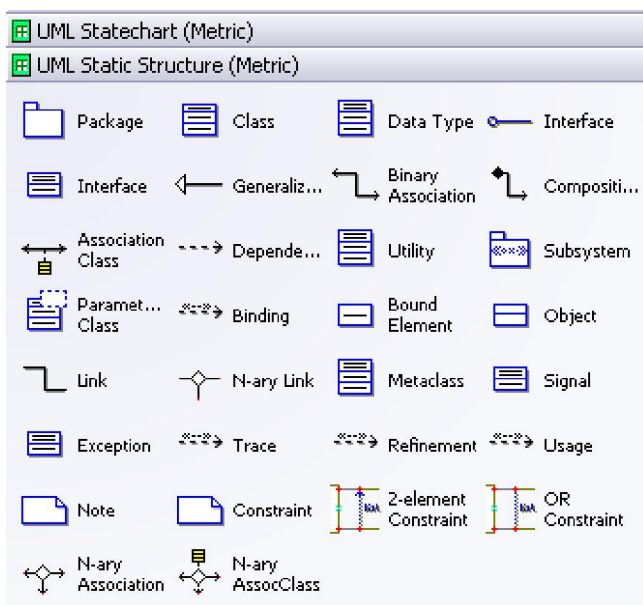 UML Statechart (Metric)
UML Static Structure (Metric)
Package
Class
Data Type
Interface
Interface
Generaliz...
Binary
Association
Compositi...
Association
Class
Depende...
Utility
Subsystem
Paramet...
Class
Binding
Bound
Element
Object
Link
N-ary Link
Metaclass
Signal
Exception
Trace
Refinement
Usage
Note
Constraint
2-element
Constraint
OR
Constraint
N-ary
Association
N-ary
AssocClass